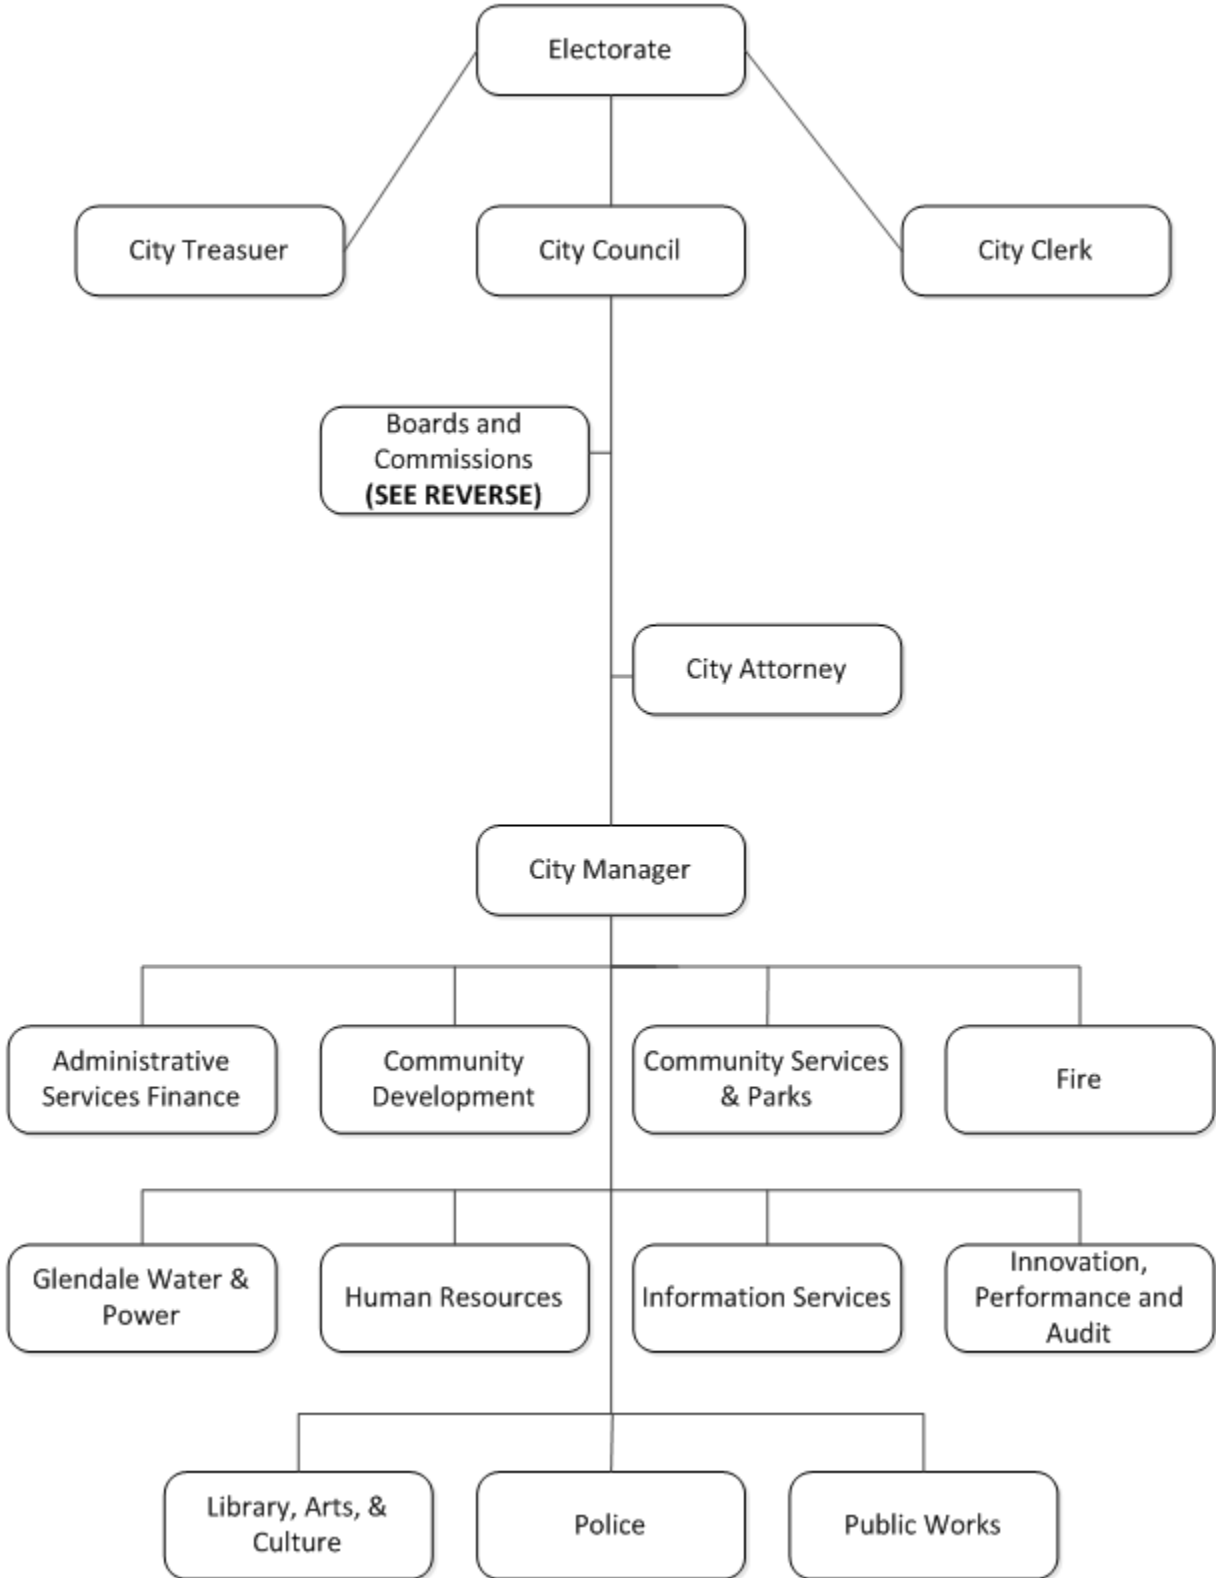 Electorate
City Treasuer
City Council
City Clerk
Boards and
Commissions
(SEE REVERSE)
City Attorney
City Manager
Administrative
Services Finance
Community
Development
Community Services
& Parks
Fire
Glendale Water &
Power
Human Resources
Information Services
Innovation,
Performance and
Audit
Library, Arts, &
Culture
Police
Public Works